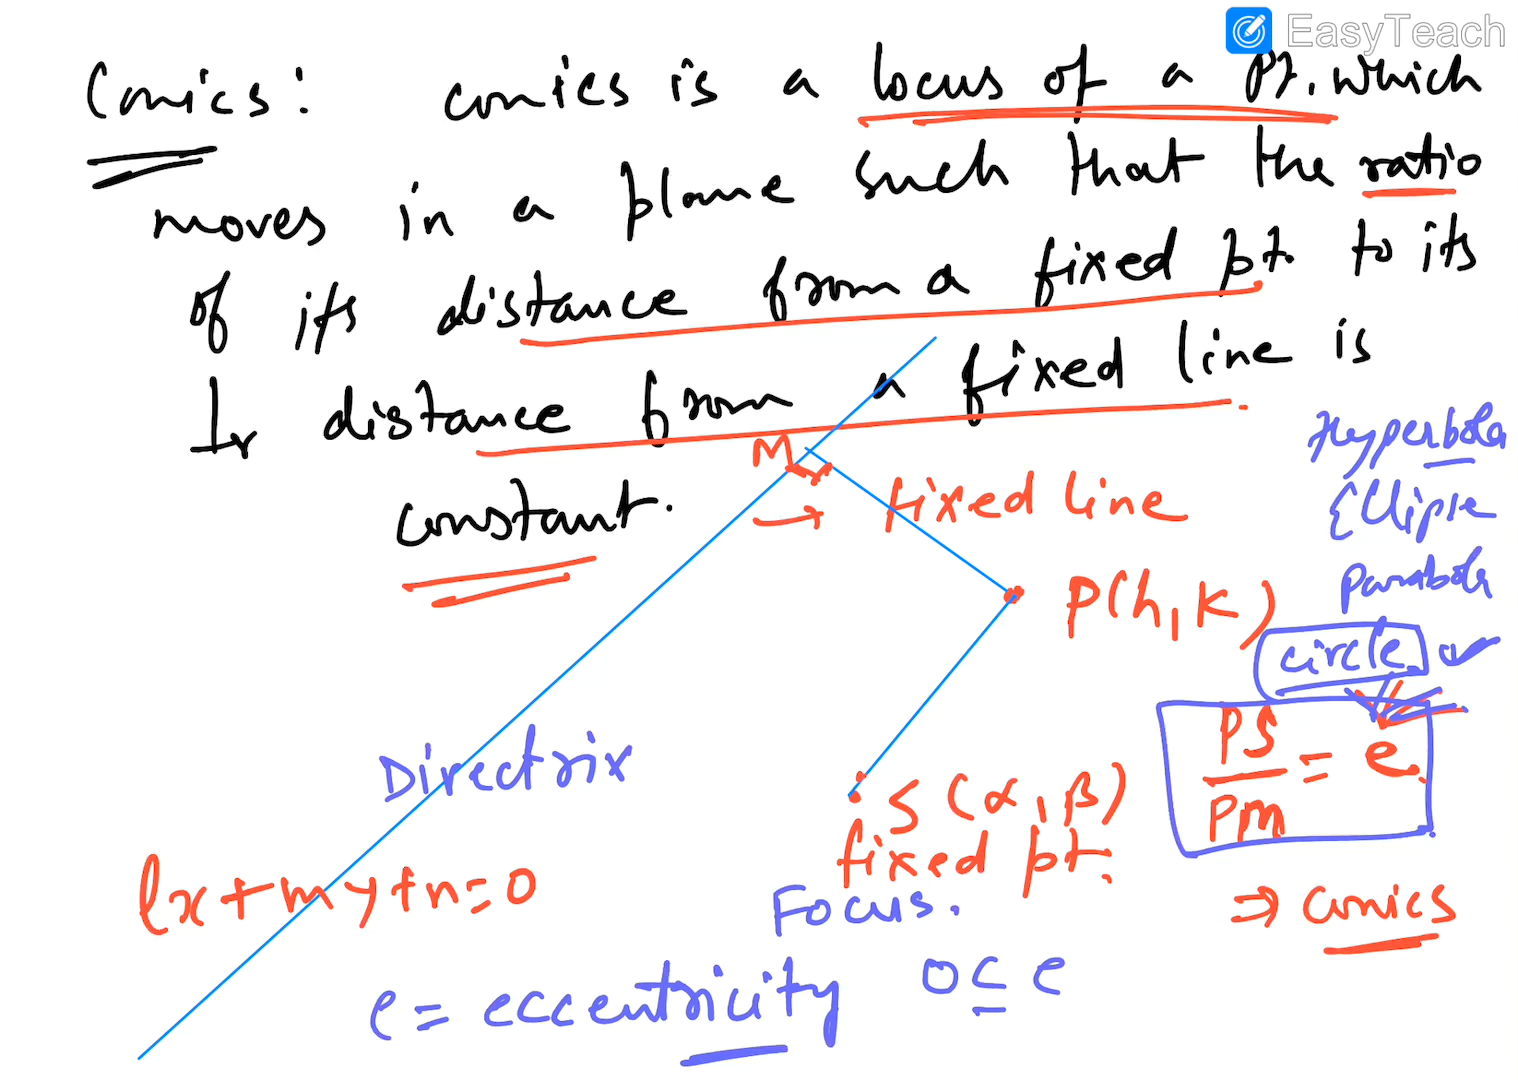 EasyTeach
Conics: conics is a locus of a pt. which
moves in a plane such that the ratio
of its distance from a fixed pt. to its
Ir distance from a fixed line is
constant.
M
→ fixed line
Hyperbola
Ellipse
Parabola
circle ✓
P(h, k)
PS/PM = e
⇒ conics
Directrix
S (α, β)
fixed pt.
Focus.
lx+my+n=0
e = eccentricity 0 ≤ e